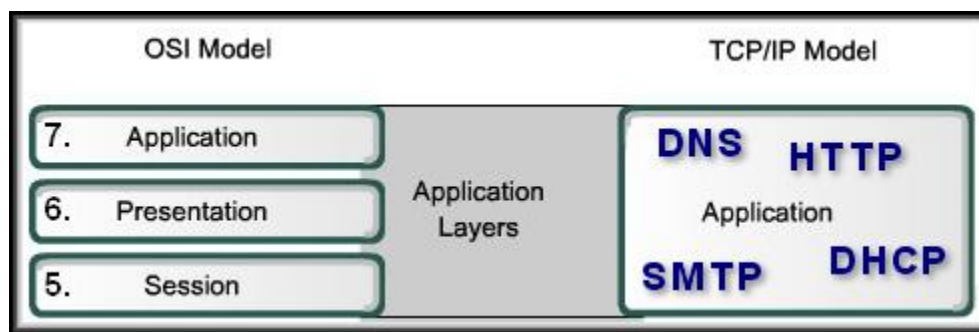 OSI Model
TCP/IP Model
7. Application
6. Presentation
5. Session
Application
Layers
DNS
HTTP
Application
SMTP
DHCP